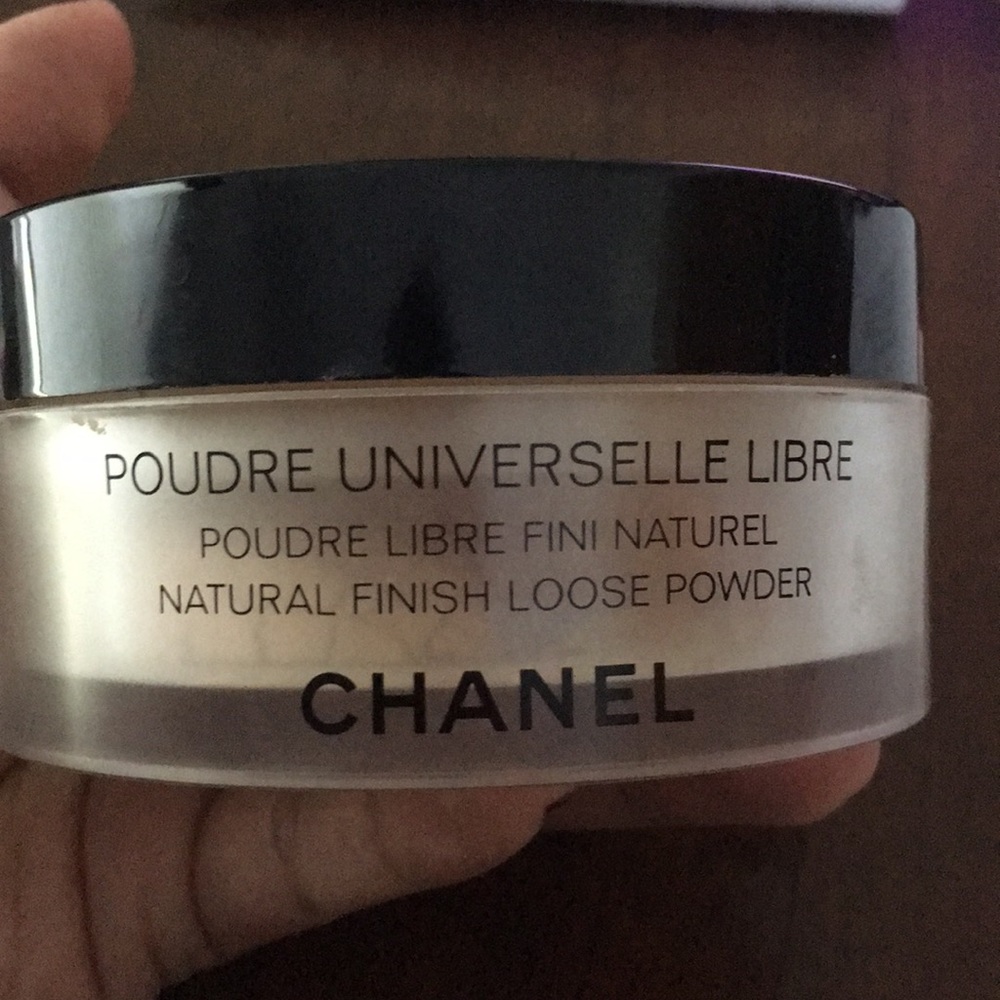 POUDRE UNIVERSELLE LIBRE
POUDRE LIBRE FINI NATUREL
NATURAL FINISH LOOSE POWDER
CHANEL